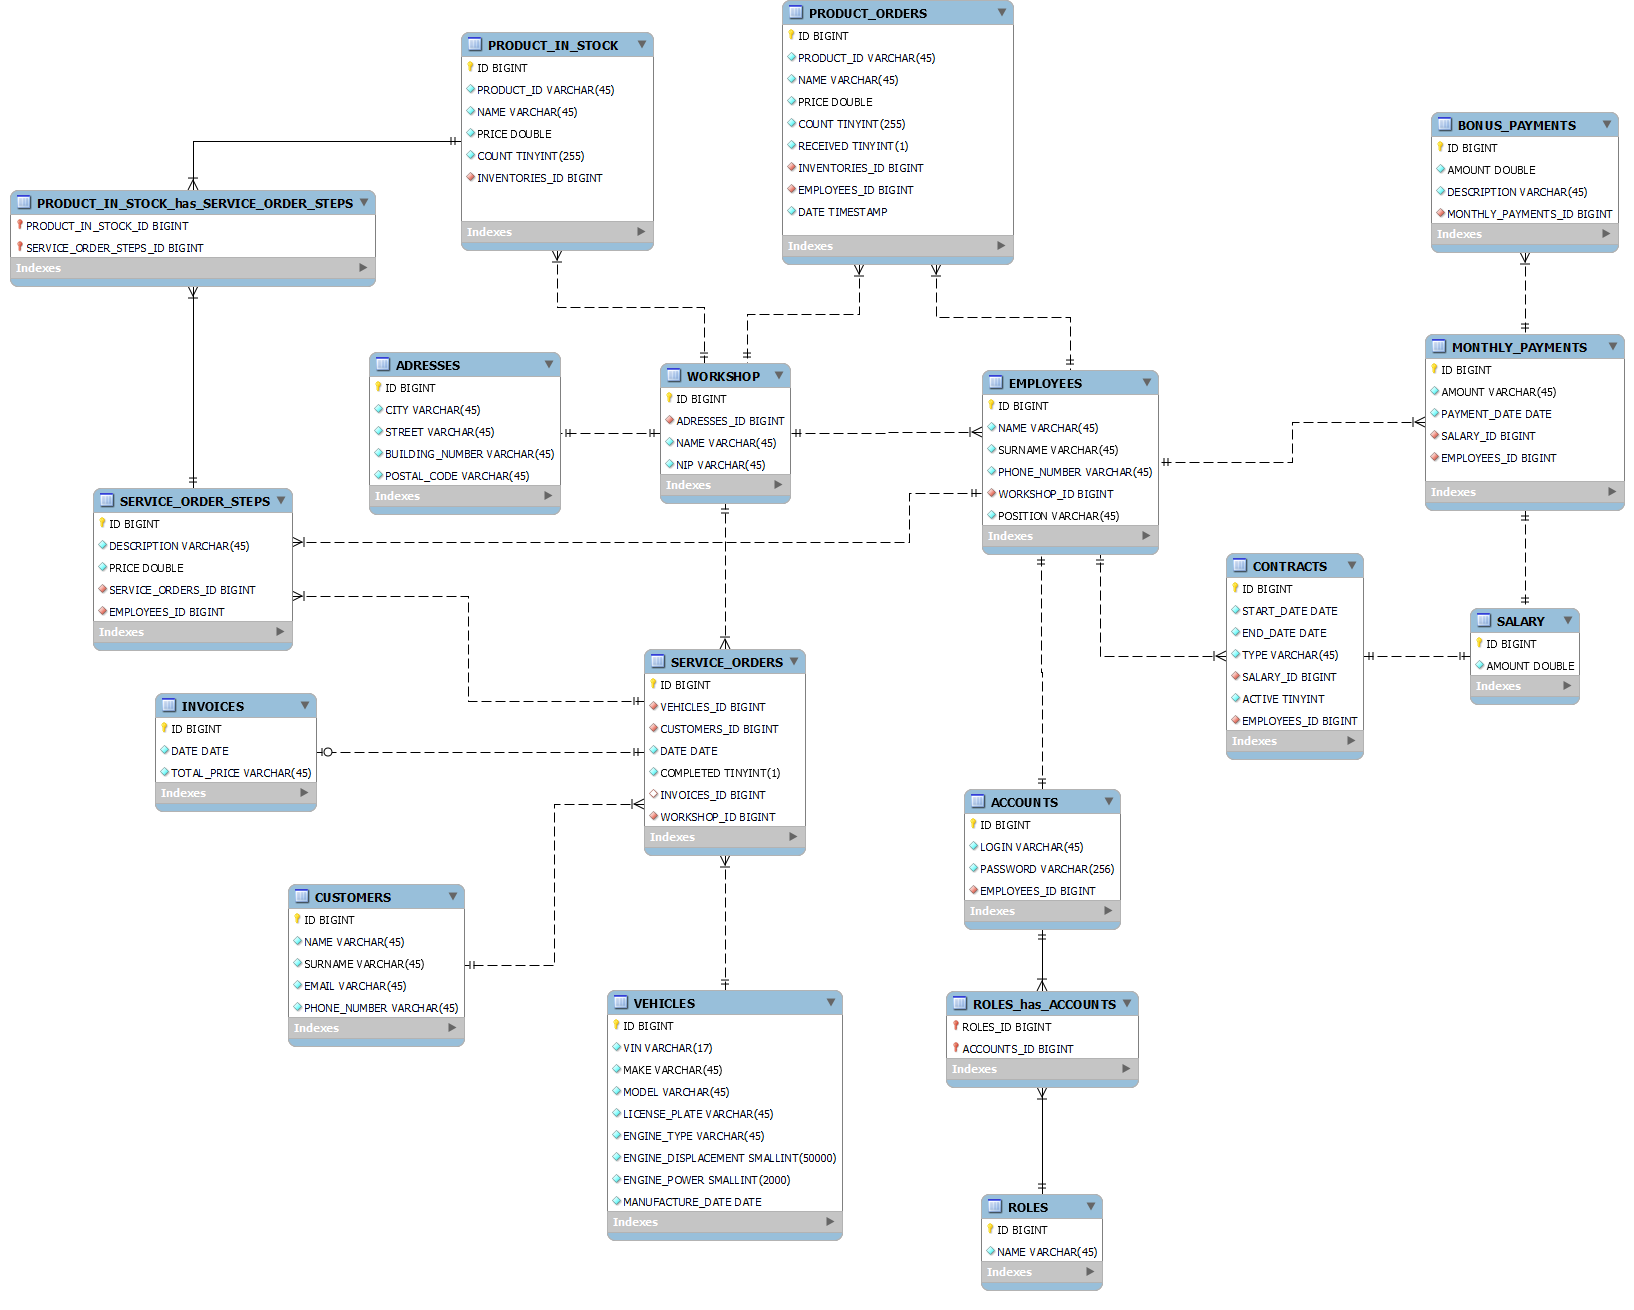 PRODUCT_ORDERS
ID BIGINT
PRODUCT_ID VARCHAR(45)
NAME VARCHAR(45)
PRICE DOUBLE
COUNT TINYINT(255)
RECEIVED TINYINT(1)
INVENTORIES_ID BIGINT
EMPLOYEES_ID BIGINT
DATE TIMESTAMP
Indexes
PRODUCT_IN_STOCK
ID BIGINT
PRODUCT_ID VARCHAR(45)
NAME VARCHAR(45)
PRICE DOUBLE
COUNT TINYINT(255)
INVENTORIES_ID BIGINT
Indexes
BONUS_PAYMENTS
ID BIGINT
AMOUNT DOUBLE
DESCRIPTION VARCHAR(45)
MONTHLY_PAYMENTS_ID BIGINT
Indexes
PRODUCT_IN_STOCK_has_SERVICE_ORDER_STEPS
PRODUCT_IN_STOCK_ID BIGINT
SERVICE_ORDER_STEPS_ID BIGINT
Indexes
ADRESSES
ID BIGINT
CITY VARCHAR(45)
STREET VARCHAR(45)
BUILDING_NUMBER VARCHAR(45)
POSTAL_CODE VARCHAR(45)
Indexes
WORKSHOP
ID BIGINT
ADRESSES_ID BIGINT
NAME VARCHAR(45)
NIP VARCHAR(45)
Indexes
EMPLOYEES
ID BIGINT
NAME VARCHAR(45)
SURNAME VARCHAR(45)
PHONE_NUMBER VARCHAR(45)
WORKSHOP_ID BIGINT
POSITION VARCHAR(45)
Indexes
MONTHLY_PAYMENTS
ID BIGINT
AMOUNT VARCHAR(45)
PAYMENT_DATE DATE
SALARY_ID BIGINT
EMPLOYEES_ID BIGINT
Indexes
SERVICE_ORDER_STEPS
ID BIGINT
DESCRIPTION VARCHAR(45)
PRICE DOUBLE
SERVICE_ORDERS_ID BIGINT
EMPLOYEES_ID BIGINT
Indexes
CONTRACTS
ID BIGINT
START_DATE DATE
END_DATE DATE
TYPE VARCHAR(45)
SALARY_ID BIGINT
ACTIVE TINYINT
EMPLOYEES_ID BIGINT
Indexes
SALARY
ID BIGINT
AMOUNT DOUBLE
Indexes
SERVICE_ORDERS
ID BIGINT
VEHICLES_ID BIGINT
CUSTOMERS_ID BIGINT
DATE DATE
COMPLETED TINYINT(1)
INVOICES_ID BIGINT
WORKSHOP_ID BIGINT
Indexes
INVOICES
ID BIGINT
DATE DATE
TOTAL_PRICE VARCHAR(45)
Indexes
ACCOUNTS
ID BIGINT
LOGIN VARCHAR(45)
PASSWORD VARCHAR(256)
EMPLOYEES_ID BIGINT
Indexes
CUSTOMERS
ID BIGINT
NAME VARCHAR(45)
SURNAME VARCHAR(45)
EMAIL VARCHAR(45)
PHONE_NUMBER VARCHAR(45)
Indexes
VEHICLES
ID BIGINT
VIN VARCHAR(17)
MAKE VARCHAR(45)
MODEL VARCHAR(45)
LICENSE_PLATE VARCHAR(45)
ENGINE_TYPE VARCHAR(45)
ENGINE_DISPLACEMENT SMALLINT(50000)
ENGINE_POWER SMALLINT(2000)
MANUFACTURE_DATE DATE
Indexes
ROLES_has_ACCOUNTS
ROLES_ID BIGINT
ACCOUNTS_ID BIGINT
Indexes
ROLES
ID BIGINT
NAME VARCHAR(45)
Indexes